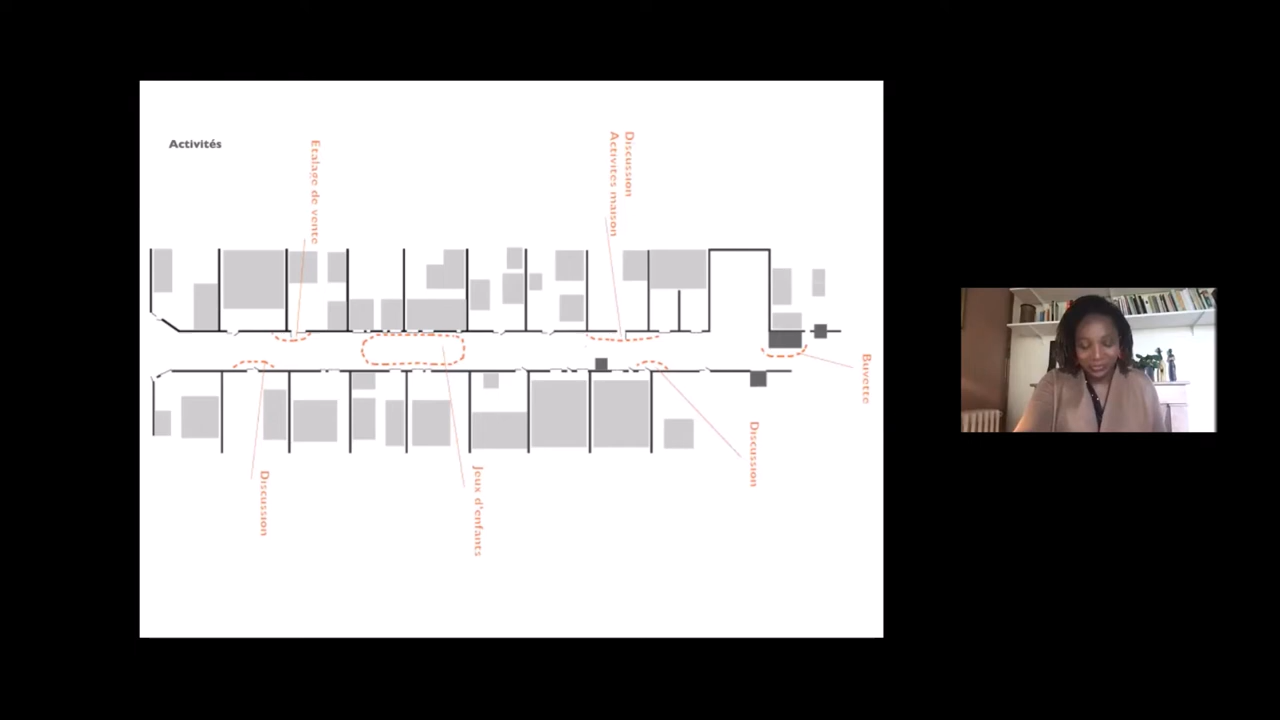 Activités
Etalage de vente
Discussion
Activités maison
Buvette
Discussion
Jeux d'enfants
Discussion